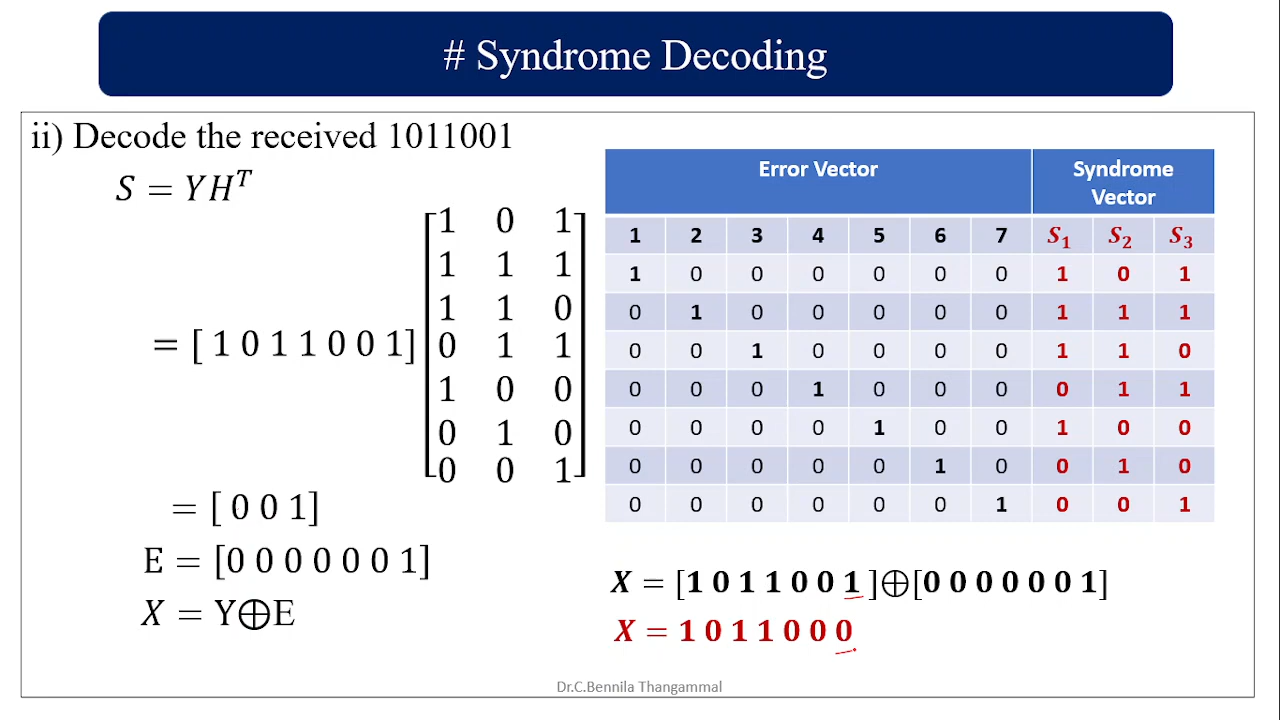 # Syndrome Decoding
ii) Decode the received 1011001
S = YH^T
= [ 1 0 1 1 0 0 1]
1 0 1
1 1 1
1 1 0
0 1 1
1 0 0
0 1 0
0 0 1
= [ 0 0 1]
E = [0 0 0 0 0 0 1]
X = Y⊕E
Error Vector Syndrome
Vector
1 2 3 4 5 6 7 S₁ S₂ S₃
1 0 0 0 0 0 0 1 0 1
0 1 0 0 0 0 0 1 1 1
0 0 1 0 0 0 0 1 1 0
0 0 0 1 0 0 0 0 1 1
0 0 0 0 1 0 0 1 0 0
0 0 0 0 0 1 0 0 1 0
0 0 0 0 0 0 1 0 0 1
X = [1 0 1 1 0 0 1 ]⊕[0 0 0 0 0 0 1]
X = 1 0 1 1 0 0 0
Dr.C.Bennila Thangammal